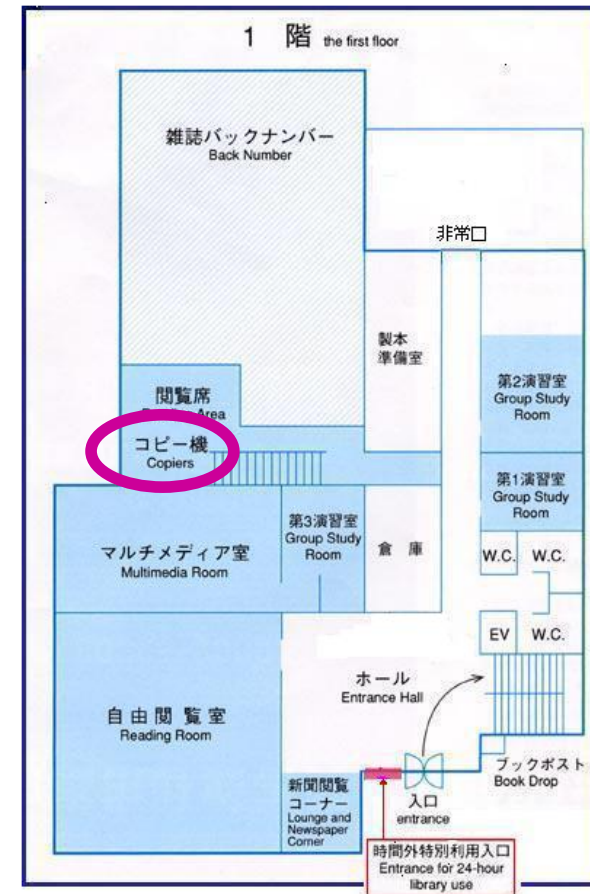 1 階 the first floor
雑誌バックナンバー
Back Number
非常口
製本
準備室
第2演習室
Group Study
Room
閲覧席
Area
コピー機
Copiers
第1演習室
Group Study
Room
マルチメディア室
Multimedia Room
第3演習室
Group Study
Room
倉 庫
W.C.
W.C.
EV
W.C.
ホール
Entrance Hall
自由閲覧室
Reading Room
新聞閲覧
コーナー
Lounge and
Newspaper
Corner
入口
entrance
ブックポスト
Book Drop
時間外特別利用入口
Entrance for 24-hour
library use